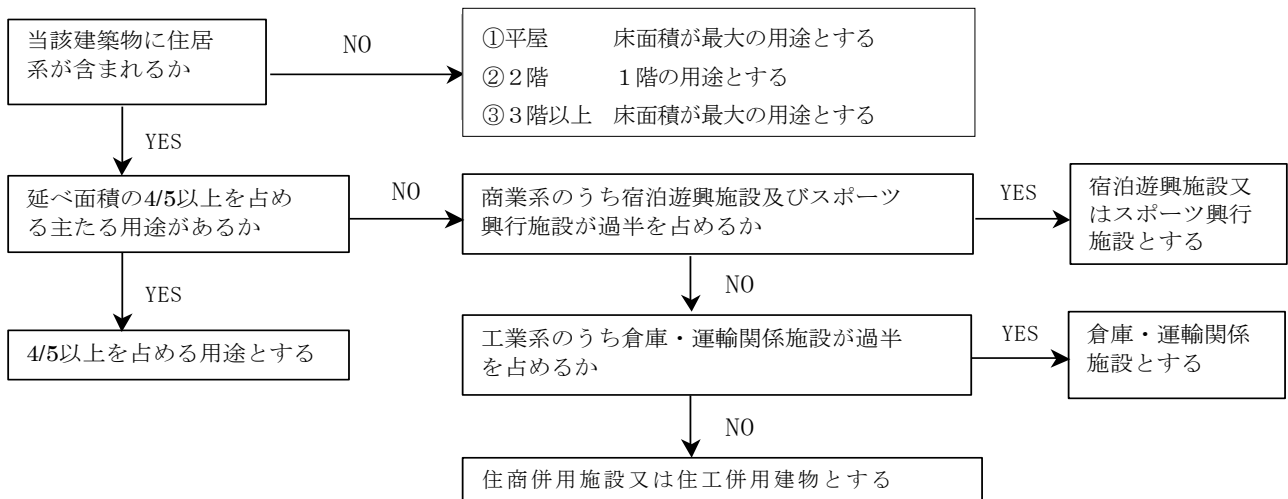 当該建築物に住居
系が含まれるか
NO
①平屋　　　床面積が最大の用途とする
②２階　　　１階の用途とする
③３階以上　床面積が最大の用途とする
YES
延べ面積の4/5以上を占め
る主たる用途があるか
NO
商業系のうち宿泊遊興施設及びスポーツ
興行施設が過半を占めるか
YES
宿泊遊興施設又
はスポーツ興行
施設とする
YES
NO
4/5以上を占める用途とする
工業系のうち倉庫・運輸関係施設が過半
を占めるか
YES
倉庫・運輸関係
施設とする
NO
住商併用施設又は住工併用建物とする